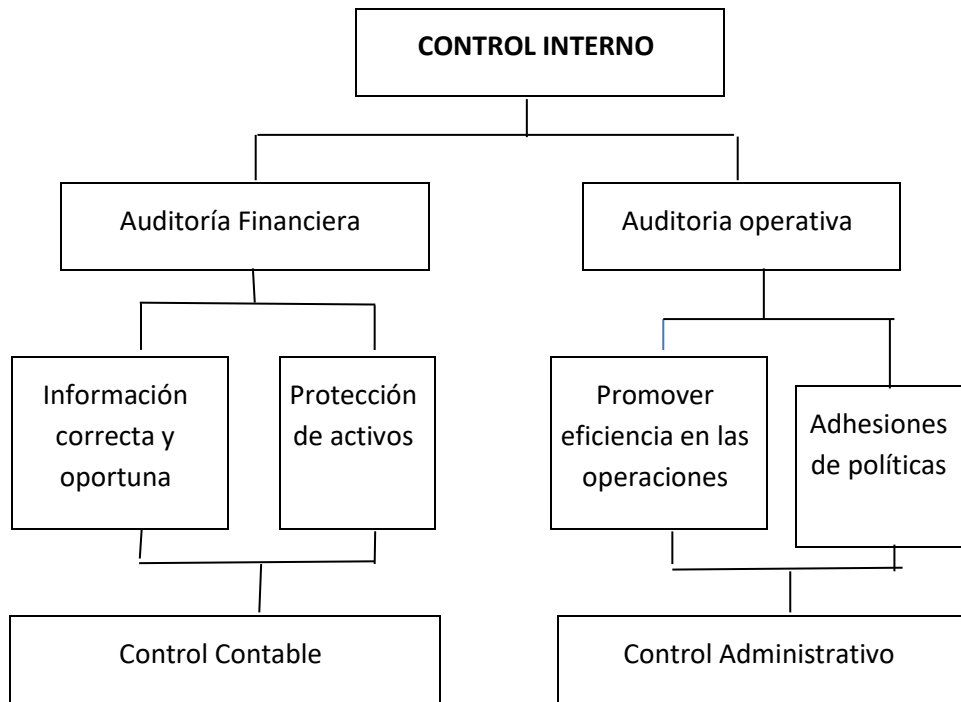 CONTROL INTERNO
Auditoría Financiera
Auditoria operativa
Información
correcta y
oportuna
Protección
de activos
Promover
eficiencia en las
operaciones
Adhesiones
de políticas
Control Contable
Control Administrativo